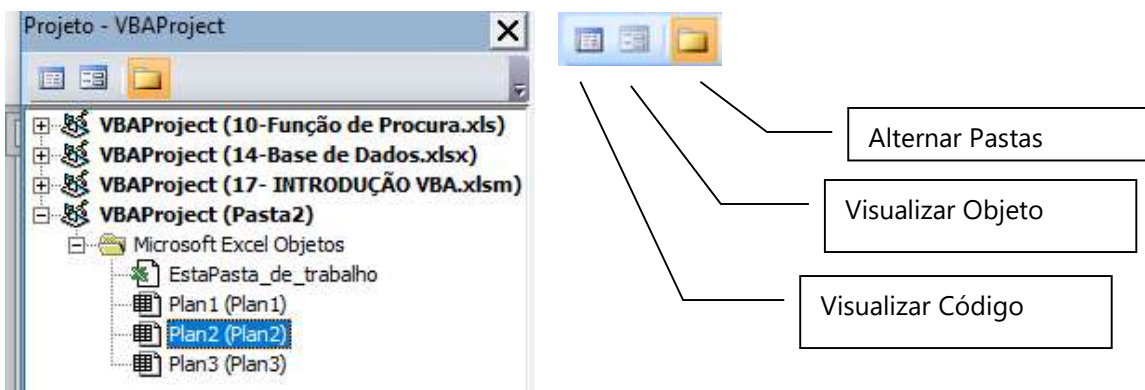 Projeto - VBAProject
VBAProject (10-Função de Procura.xls)
VBAProject (14-Base de Dados.xlsx)
VBAProject (17- INTRODUÇÃO VBA.xlsm)
VBAProject (Pasta2)
Microsoft Excel Objetos
EstaPasta_de_trabalho
Plan1 (Plan1)
Plan2 (Plan2)
Plan3 (Plan3)
Alternar Pastas
Visualizar Objeto
Visualizar Código